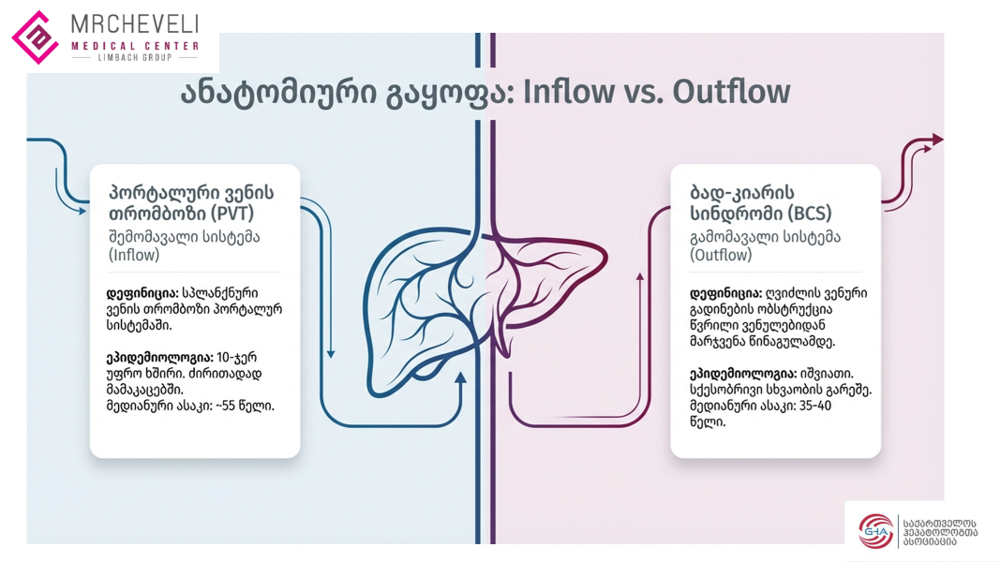 MRCHEVELI
MEDICAL CENTER
LIMBACH GROUP
ანატომიური გაყოფა: Inflow vs. Outflow
პორტალური ვენის
თრომბოზი (PVT)
შემომავალი სისტემა
(Inflow)
დეფინიცია: სპლანქნური
ვენის თრომბოზი პორტალურ
სისტემაში.
ეპიდემიოლოგია: 10-ჯერ
უფრო ხშირი. ძირითადად
მამაკაცებში.
მედიანური ასაკი: ~55 წელი.
ბად-კიარის
სინდრომი (BCS)
გამომავალი სისტემა
(Outflow)
დეფინიცია: ღვიძლის ვენური
გადინების ობსტრუქცია
წვრილი ვენულებიდან
მარჯვენა წინაგულამდე.
ეპიდემიოლოგია: იშვიათი.
სქესობრივი სხვაობის გარეშე.
მედიანური ასაკი: 35-40
წელი.
GHA
საქართველოს
ჰეპატოლოგთა
ასოციაცია